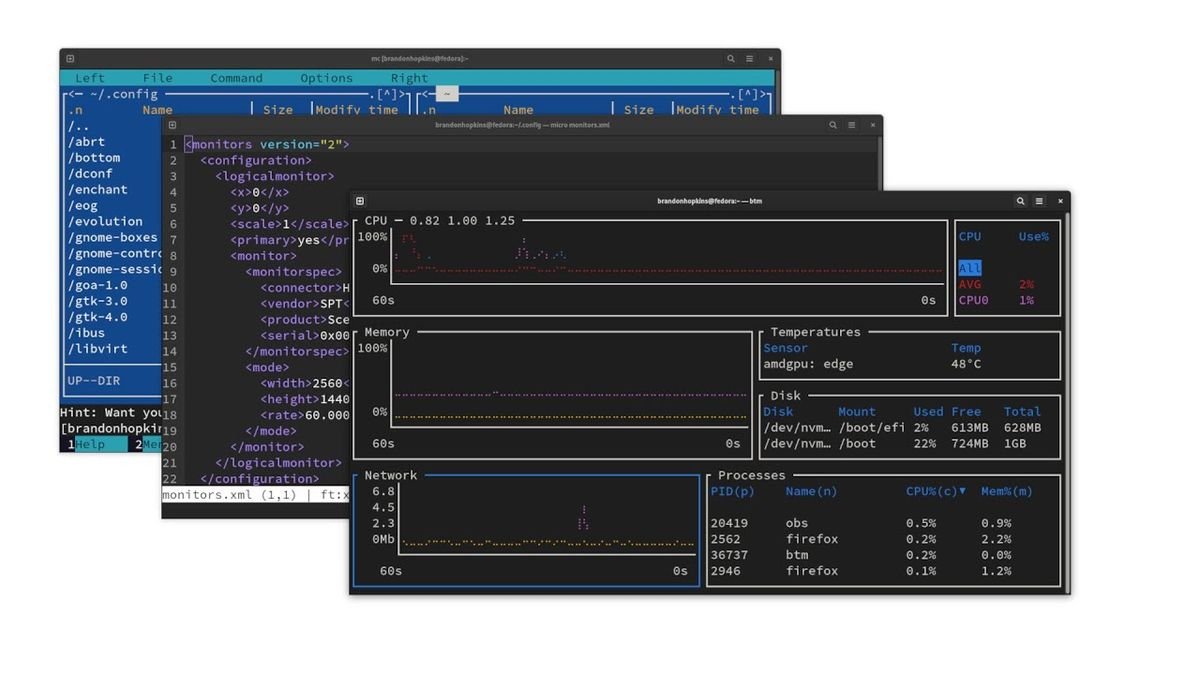 mc [brandonhopkins@fedora]:~
Left File Command Options Right
<─ ~/.config .[^]>
<─ ~ .[^]>
.n Name Size Modify time
.n Name Size Modify time
/..
/abrt
/bottom
/dconf
/enchant
/eog
/evolution
/gnome-boxes
/gnome-contro
/gnome-sessio
/goa-1.0
/gtk-3.0
/gtk-4.0
/ibus
/libvirt
UP--DIR
Hint: Want you
[brandonhopkin
1Help 2Men
brandonhopkins@fedora:~/.config — micro monitors.xml
1 <monitors version="2">
2 <configuration>
3 <logicalmonitor>
4 <x>0</x>
5 <y>0</y>
6 <scale>1</scale>
7 <primary>yes</pr
8 <monitor>
9 <monitorspec>
10 <connector>H
11 <vendor>SPT<
12 <product>Sce
13 <serial>0x00
14 </monitorspec>
15 <mode>
16 <width>2560<
17 <height>1440
18 <rate>60.000
19 </mode>
20 </monitor>
21 </logicalmonitor>
22 </configuration>
monitors.xml (1,1) | ft:x
brandonhopkins@fedora:~ — btm
CPU ─ 0.82 1.00 1.25
100%
0%
60s 0s
CPU Use%
All
AVG 2%
CPU0 1%
Memory
100%
0%
60s 0s
Temperatures
Sensor Temp
amdgpu: edge 48°C
Disk
Disk Mount Used Free Total
/dev/nvm… /boot/efi 2% 613MB 628MB
/dev/nvm… /boot 22% 724MB 1GB
Network
6.8
4.5
2.3
0Mb
60s 0s
Processes
PID(p) Name(n) CPU%(c)▼ Mem%(m)
20419 obs 0.5% 0.9%
2562 firefox 0.2% 2.2%
36737 btm 0.2% 0.0%
2946 firefox 0.1% 1.2%